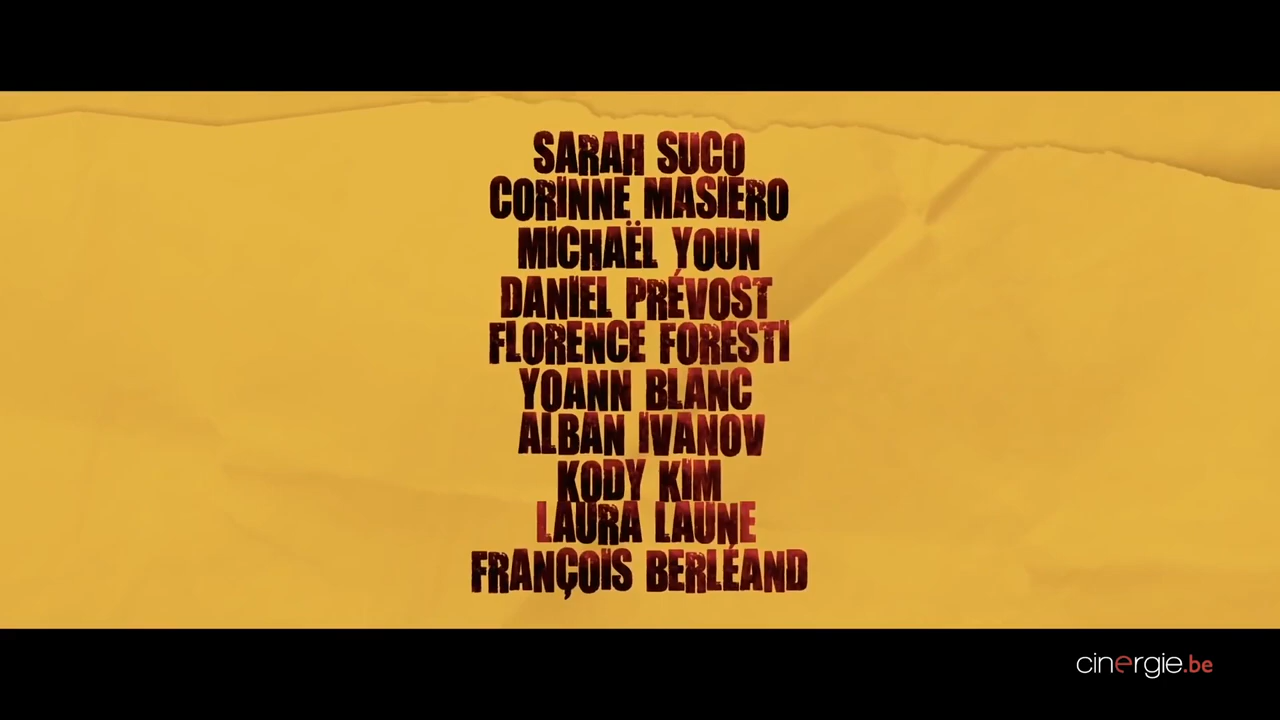 SARAH SUCO
CORINNE MASIERO
MICHAËL YOUN
DANIEL PRÉVOST
FLORENCE FORESTI
YOANN BLANC
ALBAN IVANOV
KODY KIM
LAURA LAUNE
FRANÇOIS BERLÉAND
cinergie.be